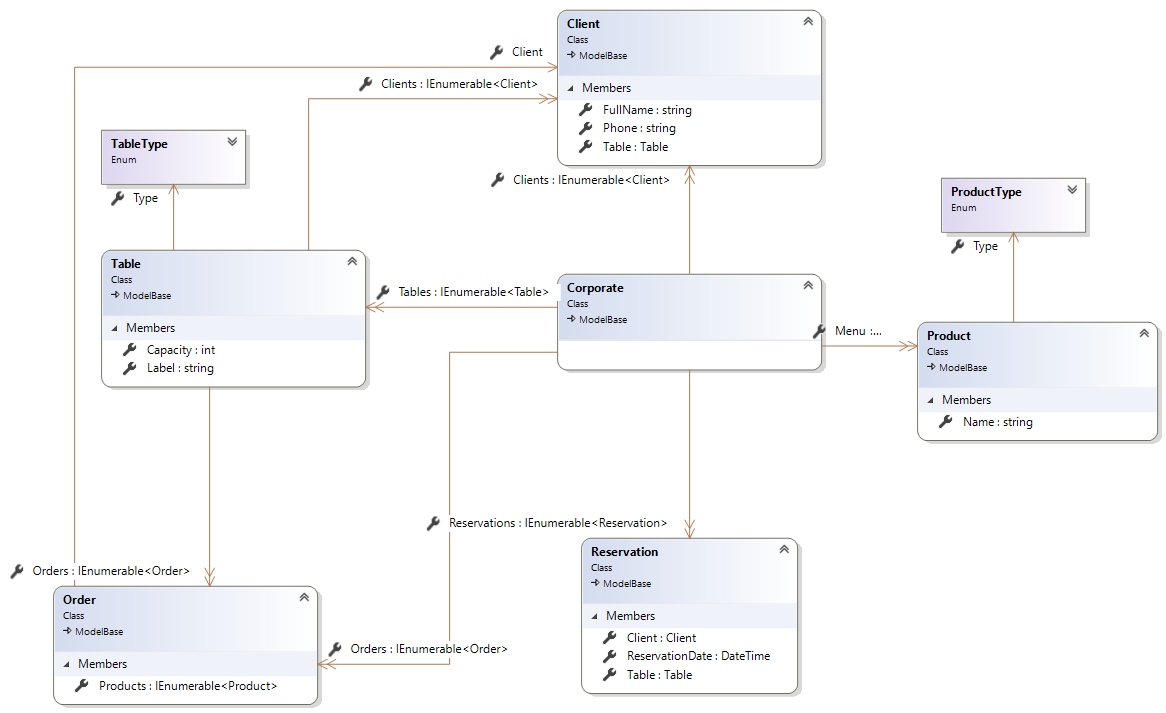 Client
Class
ModelBase
Members
FullName : string
Phone : string
Table : Table
Client
Clients : IEnumerable<Client>
TableType
Enum
Type
Clients : IEnumerable<Client>
ProductType
Enum
Type
Table
Class
ModelBase
Members
Capacity : int
Label : string
Tables : IEnumerable<Table>
Corporate
Class
ModelBase
Menu :...
Product
Class
ModelBase
Members
Name : string
Reservations : IEnumerable<Reservation>
Reservation
Class
ModelBase
Members
Client : Client
ReservationDate : DateTime
Table : Table
Orders : IEnumerable<Order>
Order
Class
ModelBase
Members
Products : IEnumerable<Product>
Orders : IEnumerable<Order>